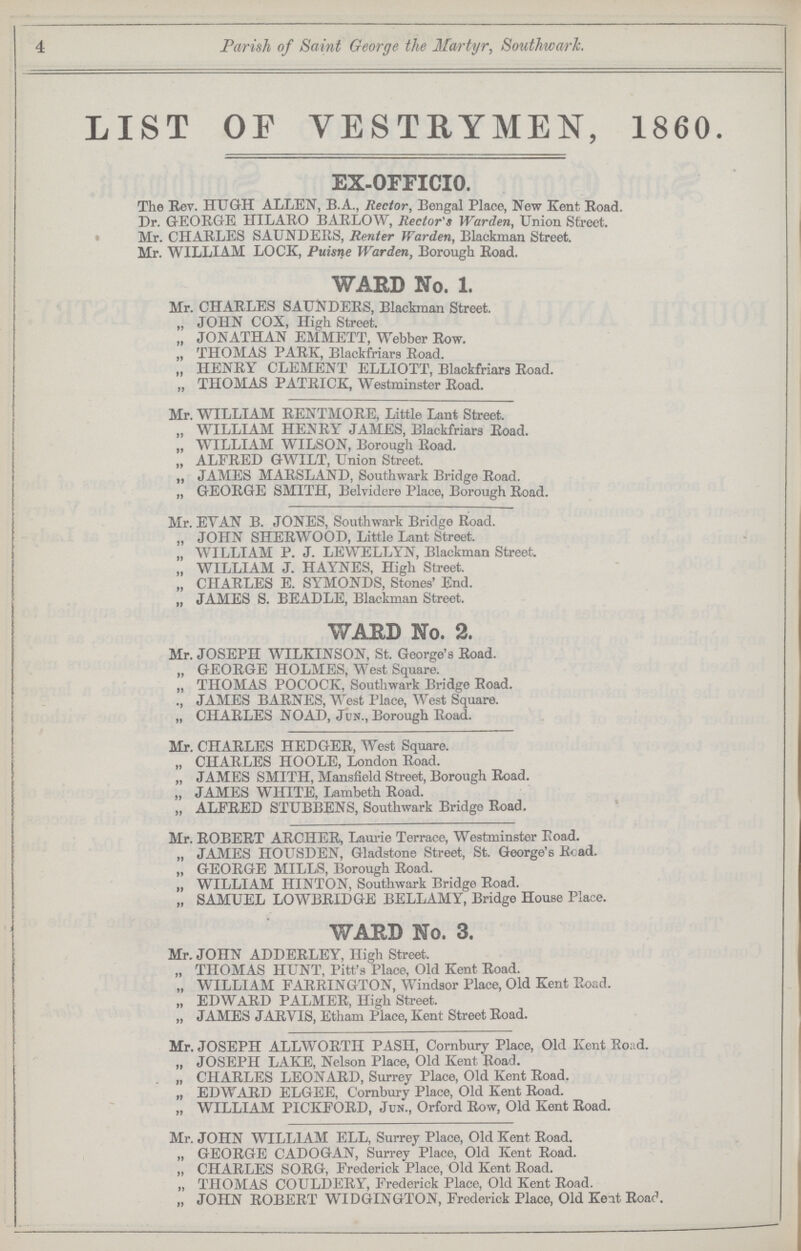 4 Parish of Saint George the Martyr, Southwark.
LIST OF VESTRYMEN, 1860.
EX-OFFICIO.
The Rev. HUGH ALLEN, B.A., Rector, Bengal Place, New Kent Road.
Dr. GEORGE HILARO BARLOW, Rector's Warden, Union Street.
Mr. CHARLES SAUNDERS, Renter Warden, Blackman Street.
Mr. WILLIAM LOCK, Puisne Warden, Borough Road.
WARD No. 1.
Mr. CHARLES SAUNDERS, Blackman Street.
„ JOHN COX, High Street.
„ JONATHAN EMMETT, Webber Row.
„ THOMAS PARK, Blackfriars Road.
„ HENRY CLEMENT ELLIOTT, Blackfriars Road.
„ THOMAS PATRICK, Westminster Road.
Mr. WILLIAM RENTMORE, Little Lant Street.
„ WILLIAM HENRY JAMES, Blackfriars Road.
„ WILLIAM WILSON, Borough Road.
„ ALFRED GWILT, Union Street.
„ JAMES MARSLAND, Southwark Bridge Road.
„ GEORGE SMITH, Belvidere Place, Borough Road.
Mr. EVAN B. JONES, Southwark Bridge Road.
„ JOHN SHERWOOD, Little Lant Street.
„ WILLIAM P. J. LEWELLYN, Blackman Street.
„ WILLIAM J. HAYNES, High Street.
„ CHARLES E. SYMONDS, Stones' End.
„ JAMES S. BEADLE, Blackman Street.
WARD No. 2.
Mr. JOSEPH WILKINSON, St. George's Road.
„ GEORGE HOLMES, West Square.
„ THOMAS POCOCK, Southwark Bridge Road.
„ JAMES BARNES, West Place, West Square.
„ CHARLES NOAD, JUN., Borough Road.
Mr. CHARLES HEDGER, West Square.
„ CHARLES HOOLE, London Road.
„ JAMES SMITH, Mansfield Street, Borough Road.
„ JAMES WHITE, Lambeth Road.
„ ALFRED STUBBENS, Southwark Bridge Road.
Mr. ROBERT ARCHER, Laurie Terrace, Westminster Road.
„ JAMES HOUSDEN, Gladstone Street, St. George's Road.
„ GEORGE MILLS, Borough Road.
„ WILLIAM HINTON, Southwark Bridge Road.
„ SAMUEL LOWBRIDGE BELLAMY, Bridge House Place.
WARD No. 3.
Mr. JOHN ADDERLEY, High Street.
„ THOMAS HUNT, Pitt's Place, Old Kent Road.
„ WILLIAM FARRINGTON, Windsor Place, Old Kent Road.
„ EDWARD PALMER, High Street.
„ JAMES JARVIS, Etham Place, Kent Street Road.
Mr. JOSEPH ALLWORTH PASH, Cornbury Place, Old Kent Road.
„ JOSEPH LAKE, Nelson Place, Old Kent Road.
„ CHARLES LEONARD, Surrey Place, Old Kent Road.
„ EDWARD ELGEE, Cornbury Place, Old Kent Road.
„ WILLIAM PICKFORD, JUN., Orford Row, Old Kent Road.
Mr. JOHN WILLIAM ELL, Surrey Place, Old Kent Road.
„ GEORGE CADOGAN, Surrey Place, Old Kent Road.
„ CHARLES SORG, Frederick Place, Old Kent Road.
„ THOMAS COULDERY, Frederick Place, Old Kent Road.
„ JOHN ROBERT WIDGINGTON, Frederick Place, Old Kent Road.